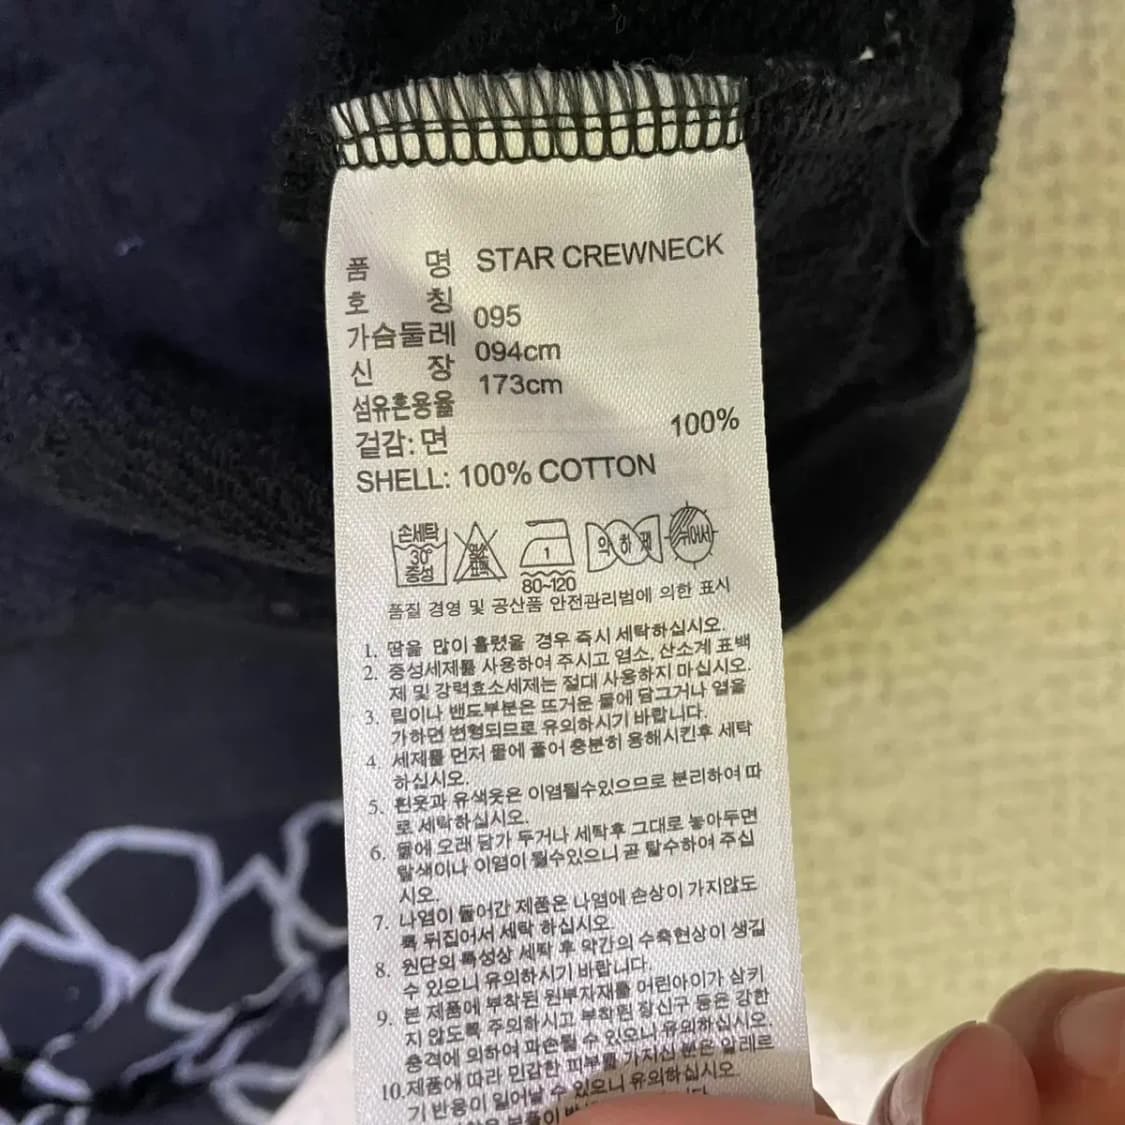 품 명 STAR CREWNECK
호 칭 095
가슴둘레 094cm
신 장 173cm
섬유혼용율
겉감: 면 100%
SHELL: 100% COTTON
손세탁 30° 중성 염소 표백 1 약 하 게 뉘어서
80~120
품질 경영 및 공산품 안전관리법에 의한 표시
1. 땀을 많이 흘렸을 경우 즉시 세탁하십시오.
2. 중성세제를 사용하여 주시고 염소, 산소계 표백
제 및 강력효소세제는 절대 사용하지 마십시오.
3. 립이나 밴드부분은 뜨거운 물에 담그거나 열을
가하면 변형되므로 유의하시기 바랍니다.
4. 세제를 먼저 물에 풀어 충분히 용해시킨후 세탁
하십시오.
5. 흰옷과 유색옷은 이염될수있으므로 분리하여 따
로 세탁하십시오.
6. 물에 오래 담가 두거나 세탁후 그대로 놓아두면
탈색이나 이염이 될수있으니 곧 탈수하여 주십
시오.
7. 나염이 들어간 제품은 나염에 손상이 가지않도
록 뒤집어서 세탁 하십시오.
8. 원단의 특성상 세탁 후 약간의 수축현상이 생길
수 있으니 유의하시기 바랍니다.
9. 본 제품에 부착된 원부자재를 어린아이가 삼키
지 않도록 주의하시고 부착된 장신구 등은 강한
충격에 의하여 파손될 수 있으니 유의하십시오.
10.제품에 따라 민감한 피부를 가지신 분은 알레르
기 반응이 일어날 수 있으니 유의하십시오.